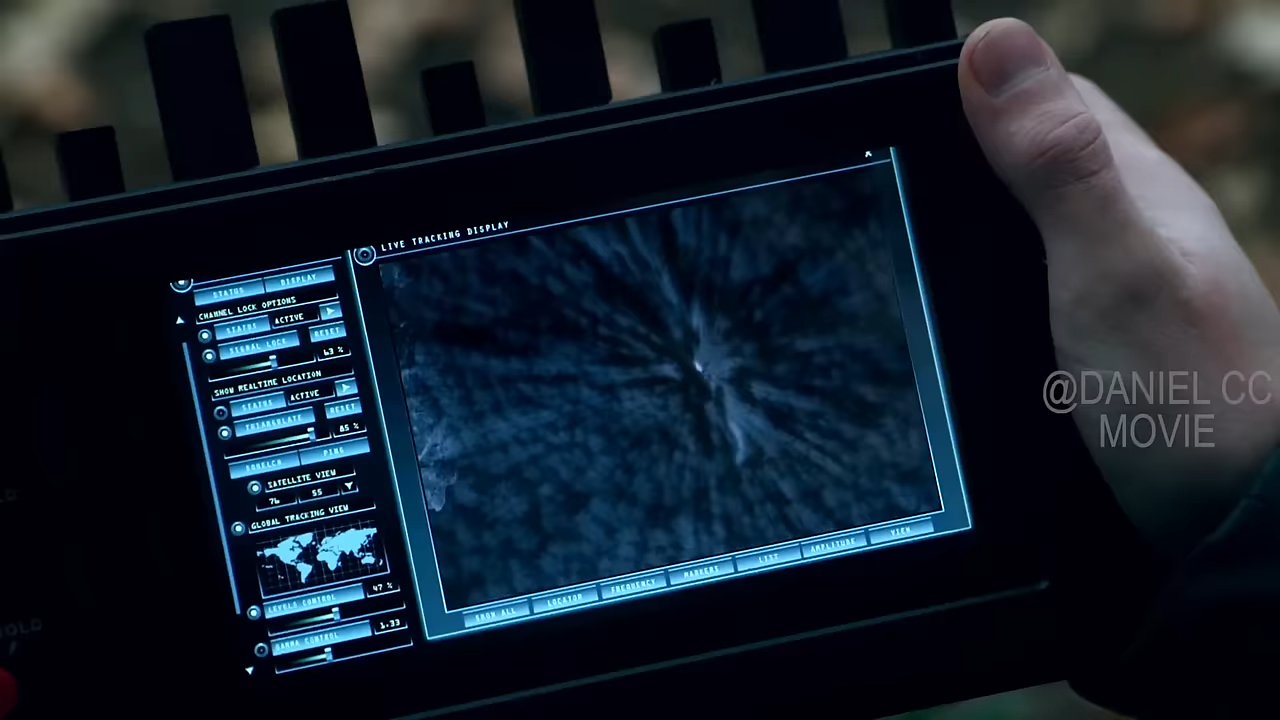 LIVE TRACKING DISPLAY
STATUS DISPLAY
CHANNEL LOCK OPTIONS
STATUS ACTIVE
SIGNAL LOCK RESET
63 %
SHOW REALTIME LOCATION
STATUS ACTIVE
TRIANGULATE RESET
85 %
SQUELCH PING
SATELLITE VIEW
76 55
GLOBAL TRACKING VIEW
LEVELS CONTROL 47 %
GAMMA CONTROL 1.33
SHOW ALL LOCATOR FREQUENCY MARKERS LIST AMPLITUDE VIEW
@DANIEL CC
MOVIE